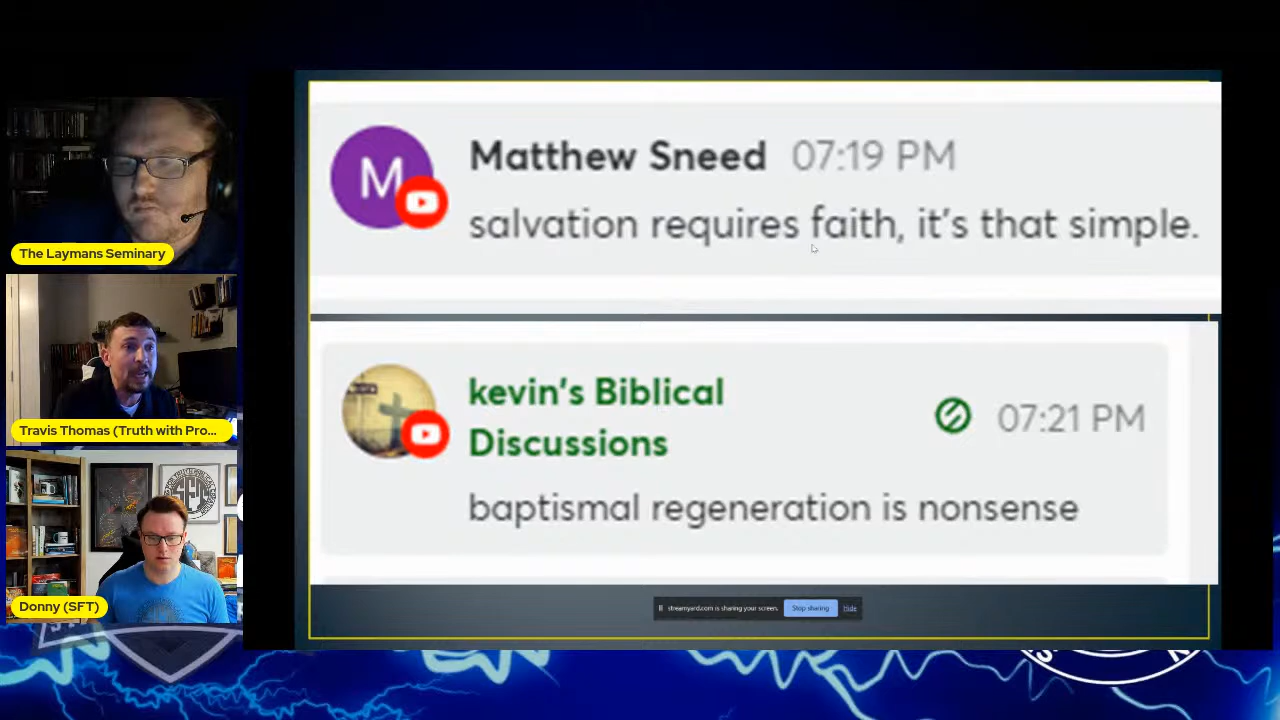 The Laymans Seminary
Travis Thomas (Truth with Pro...
Donny (SFT)
M
Matthew Sneed 07:19 PM
salvation requires faith, it's that simple.
kevin's Biblical
Discussions
07:21 PM
baptismal regeneration is nonsense
streamyard.com is sharing your screen.
Stop sharing
Hide